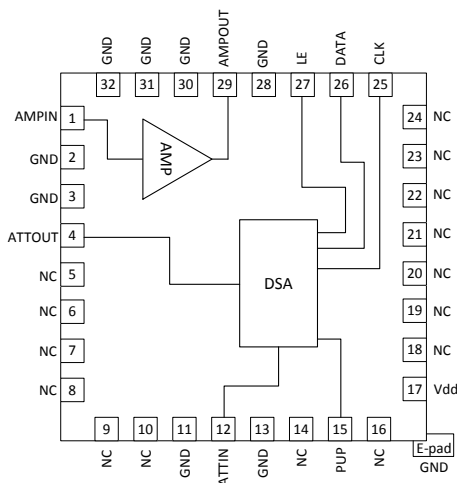 GND
GND
GND
AMPOUT
GND
LE
DATA
CLK
32
31
30
29
28
27
26
25
AMPIN
1
GND
2
GND
3
ATTOUT
4
NC
5
NC
6
NC
7
NC
8
AMP
DSA
24
NC
23
NC
22
NC
21
NC
20
NC
19
NC
18
NC
17
Vdd
9
10
11
12
13
14
15
16
NC
NC
GND
ATTIN
GND
NC
PUP
NC
E-pad
GND